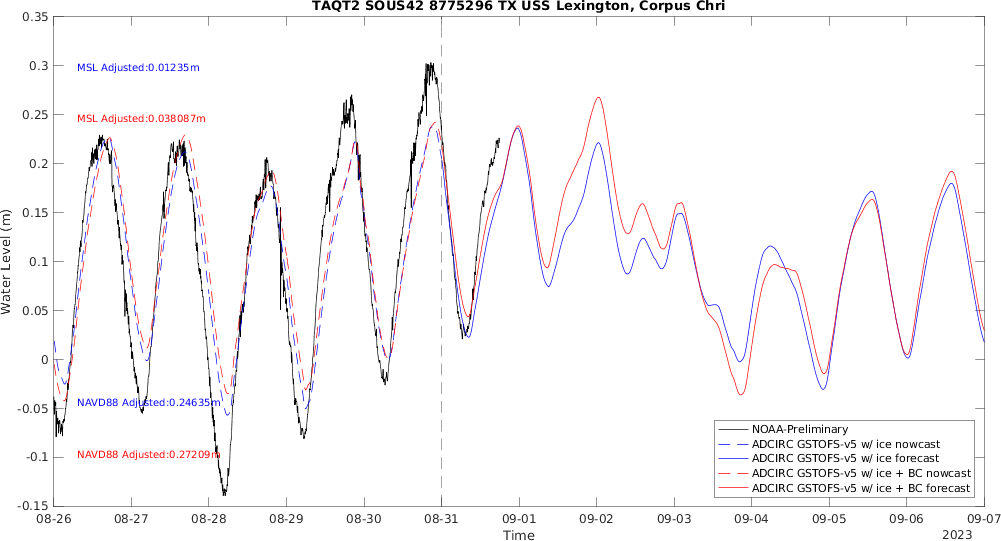 TAQT2 SOUS42 8775296 TX USS Lexington, Corpus Chri
0.35
0.3
0.25
0.2
0.15
0.1
0.05
0
-0.05
-0.1
-0.15
Water Level (m)
MSL Adjusted:0.01235m
MSL Adjusted:0.038087m
NAVD88 Adjusted:0.24635m
NAVD88 Adjusted:0.27209m
NOAA-Preliminary
ADCIRC GSTOFS-v5 w/ ice nowcast
ADCIRC GSTOFS-v5 w/ ice forecast
ADCIRC GSTOFS-v5 w/ ice + BC nowcast
ADCIRC GSTOFS-v5 w/ ice + BC forecast
08-26 08-27 08-28 08-29 08-30 08-31 09-01 09-02 09-03 09-04 09-05 09-06 09-07
Time
2023